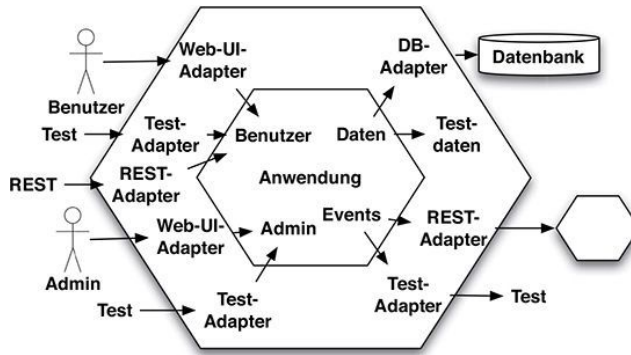 Web-UI-
Adapter
DB-
Adapter
Datenbank
Benutzer
Test
Test-
Adapter
Benutzer
Daten
Test-
daten
REST
REST-
Adapter
Anwendung
Web-UI-
Adapter
Admin
Events
REST-
Adapter
Admin
Test
Test-
Adapter
Test-
Adapter
Test